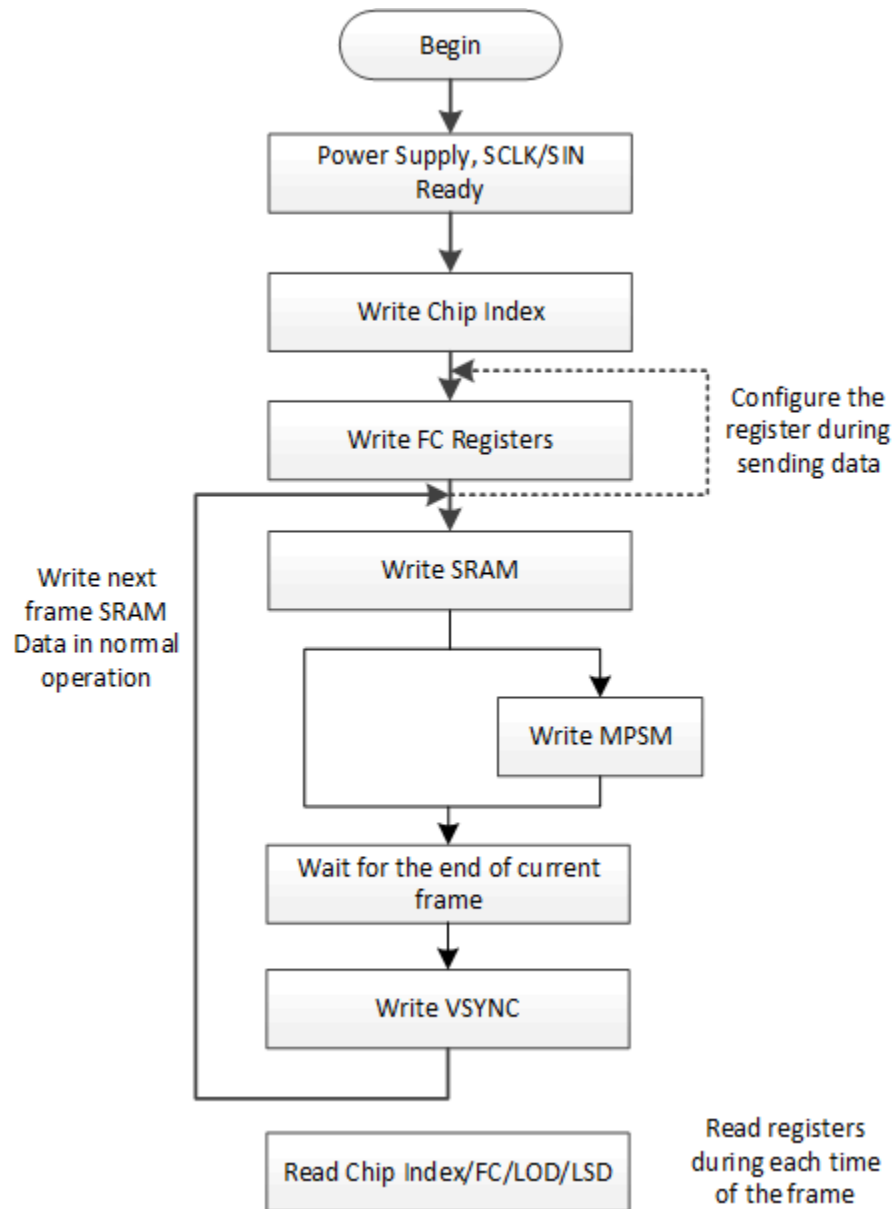 Begin
Power Supply, SCLK/SIN
Ready
Write Chip Index
Configure the
register during
sending data
Write FC Registers
Write SRAM
Write next
frame SRAM
Data in normal
operation
Write MPSM
Wait for the end of current
frame
Write VSYNC
Read Chip Index/FC/LOD/LSD
Read registers
during each time
of the frame